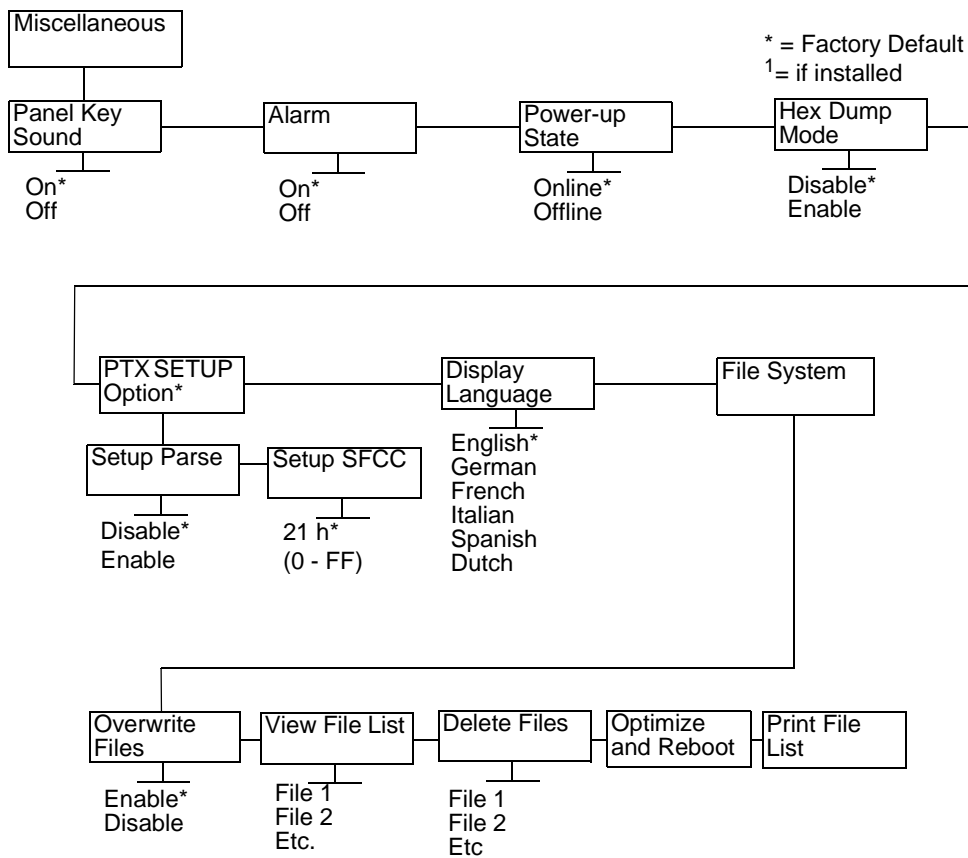 Miscellaneous
* = Factory Default
1= if installed
Panel Key
Sound
Alarm
Power-up
State
Hex Dump
Mode
On*
Off
On*
Off
Online*
Offline
Disable*
Enable
PTX SETUP
Option*
Display
Language
File System
Setup Parse
Setup SFCC
Disable*
Enable
21 h*
(0 - FF)
English*
German
French
Italian
Spanish
Dutch
Overwrite
Files
View File List
Delete Files
Optimize
and Reboot
Print File
List
Enable*
Disable
File 1
File 2
Etc.
File 1
File 2
Etc